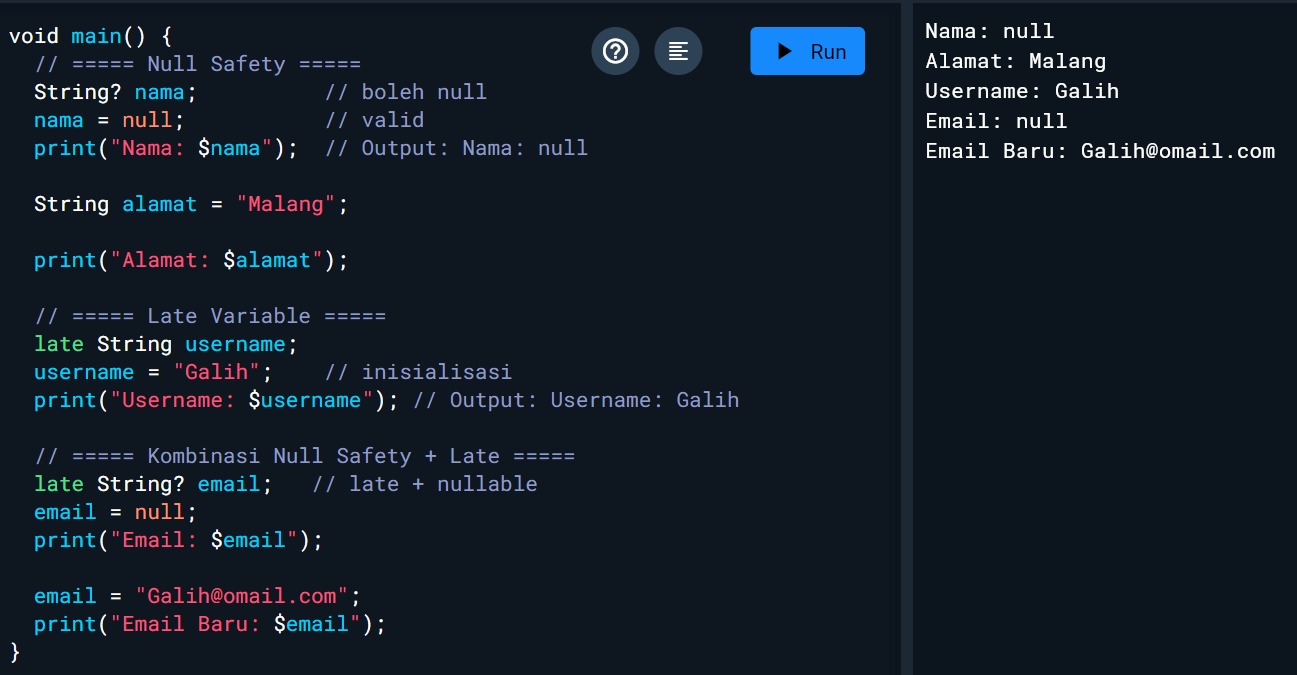 void main() {
  // ===== Null Safety =====
  String? nama;          // boleh null
  nama = null;           // valid
  print("Nama: $nama");  // Output: Nama: null

  String alamat = "Malang";

  print("Alamat: $alamat");

  // ===== Late Variable =====
  late String username;
  username = "Galih";    // inisialisasi
  print("Username: $username"); // Output: Username: Galih

  // ===== Kombinasi Null Safety + Late =====
  late String? email;   // late + nullable
  email = null;
  print("Email: $email");

  email = "Galih@omail.com";
  print("Email Baru: $email");
}
?
Run
Nama: null
Alamat: Malang
Username: Galih
Email: null
Email Baru: Galih@omail.com